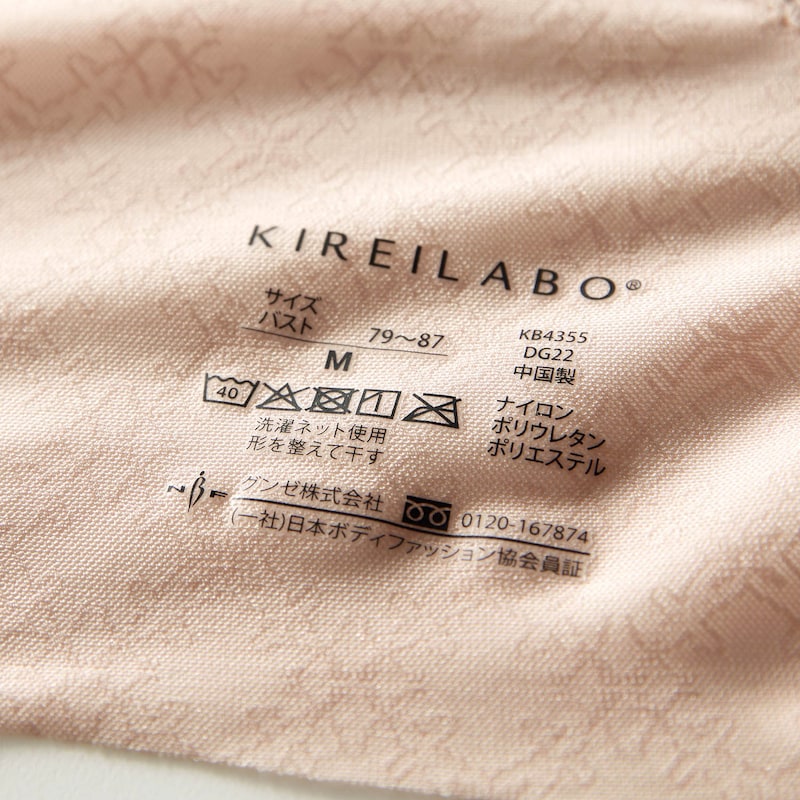 KIREILABO®
サイズ
バスト 79〜87
M
40
洗濯ネット使用
形を整えて干す
KB4355
DG22
中国製
ナイロン
ポリウレタン
ポリエステル
NBF グンゼ株式会社 0120-167874
(一社)日本ボディファッション協会員証